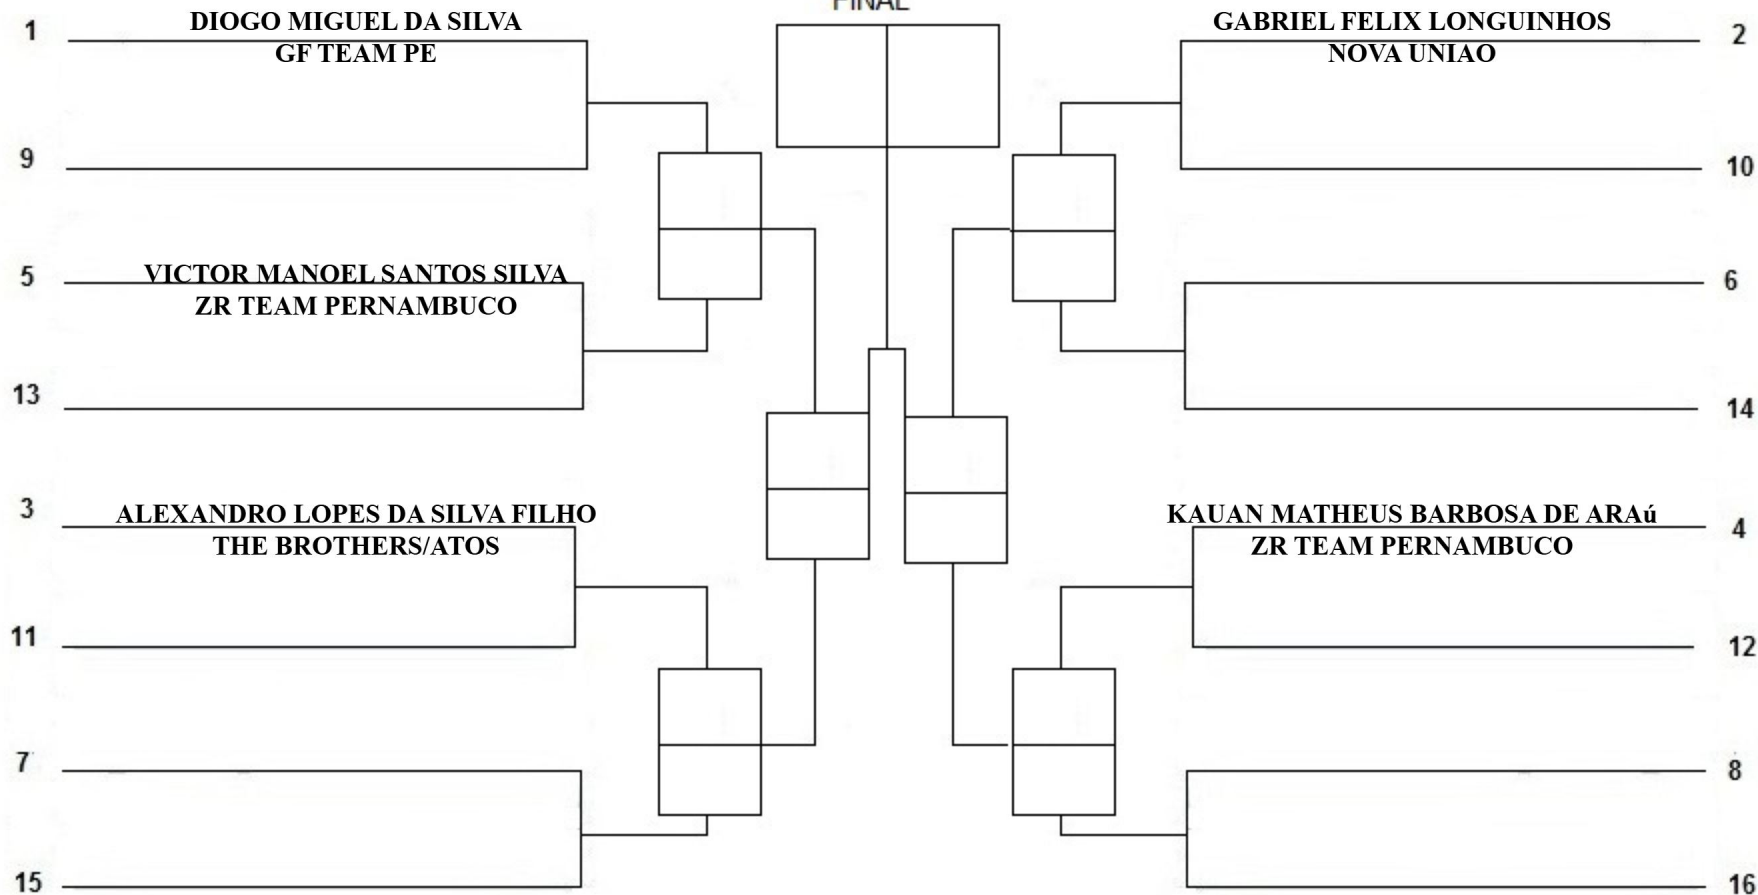 FINAL
1
DIOGO MIGUEL DA SILVA
GF TEAM PE
9
5
VICTOR MANOEL SANTOS SILVA
ZR TEAM PERNAMBUCO
13
3
ALEXANDRO LOPES DA SILVA FILHO
THE BROTHERS/ATOS
11
7
15
GABRIEL FELIX LONGUINHOS
NOVA UNIAO
2
10
6
14
KAUAN MATHEUS BARBOSA DE ARAú
ZR TEAM PERNAMBUCO
4
12
8
16